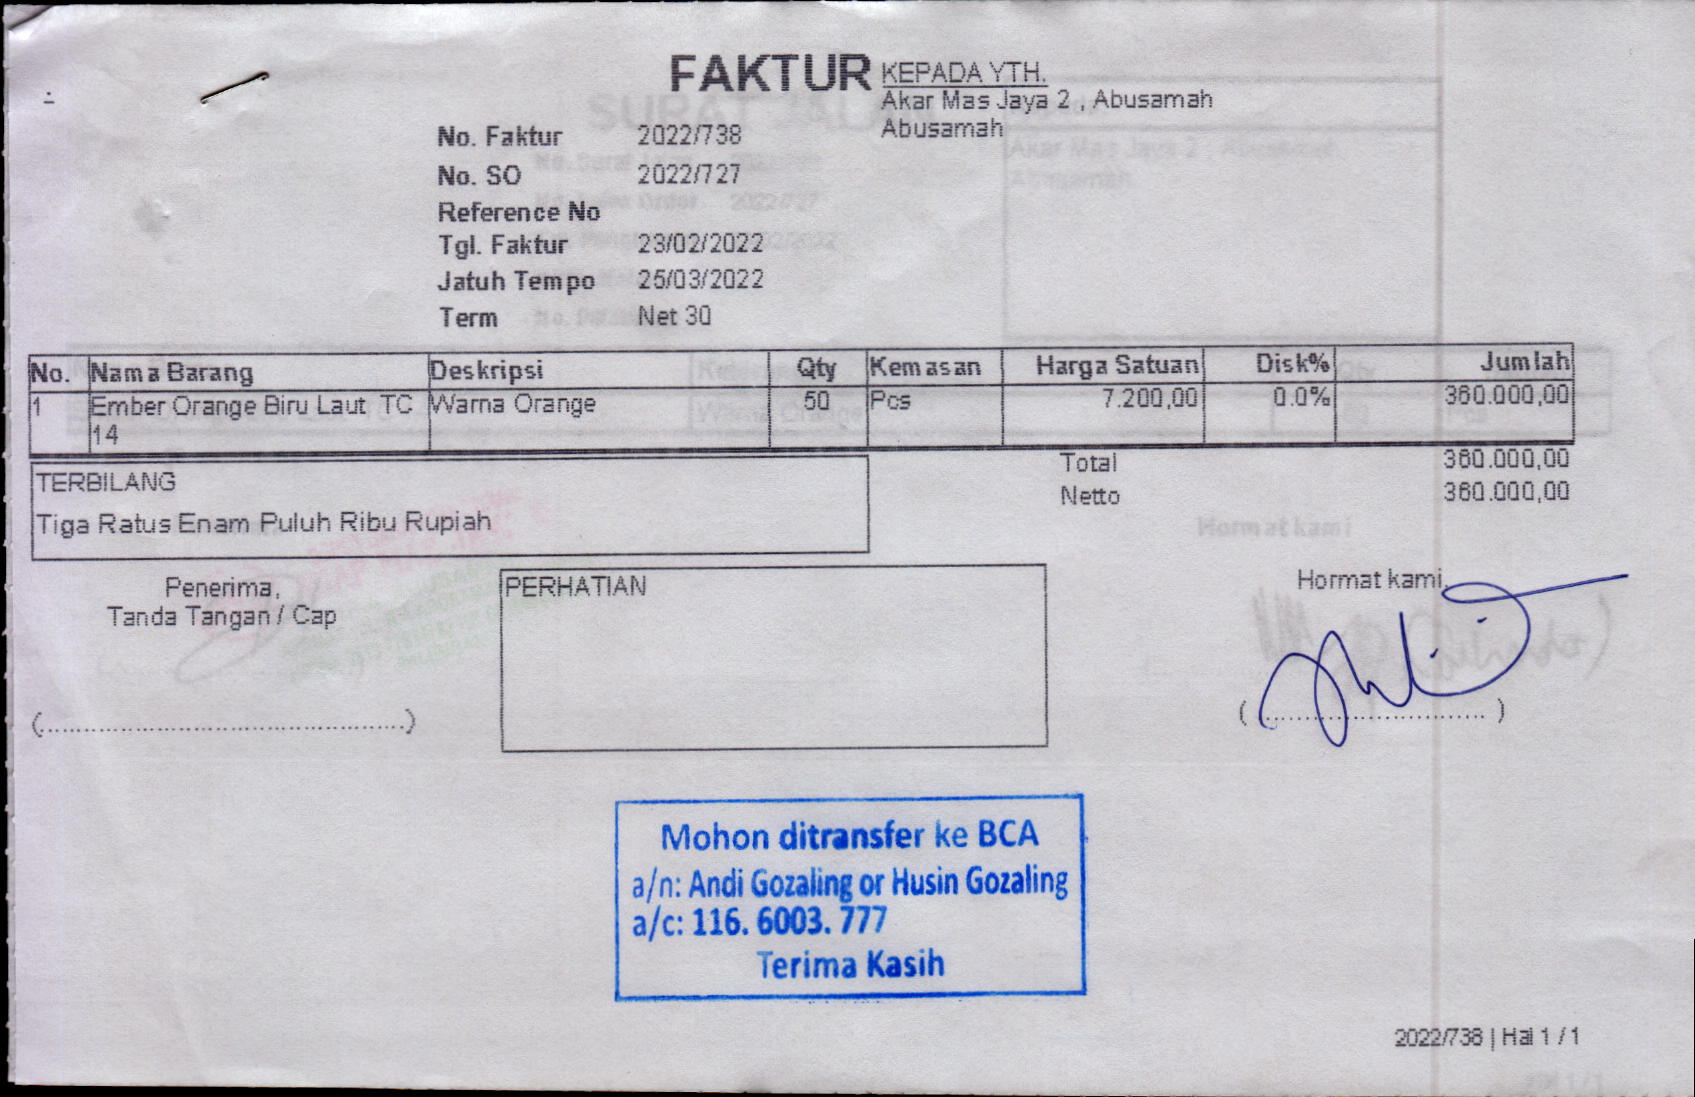 FAKTUR
KEPADA YTH.
Akar Mas Jaya 2 , Abusamah
Abusamah
No. Faktur 2022/738
No. SO 2022/727
Reference No
Tgl. Faktur 23/02/2022
Jatuh Tempo 25/03/2022
Term Net 30
No. Nama Barang Deskripsi Qty Kemasan Harga Satuan Disk% Jumlah
1 Ember Orange Biru Laut TC Warna Orange 50 Pcs 7.200,00 0.0% 360.000,00
14
Total 360.000,00
Netto 360.000,00
TERBILANG
Tiga Ratus Enam Puluh Ribu Rupiah
Penerima,
Tanda Tangan / Cap
(..............................................)
PERHATIAN
Hormat kami,
(..............................)
Mohon ditransfer ke BCA
a/n: Andi Gozaling or Husin Gozaling
a/c: 116. 6003. 777
Terima Kasih
2022/738 | Hal 1 / 1